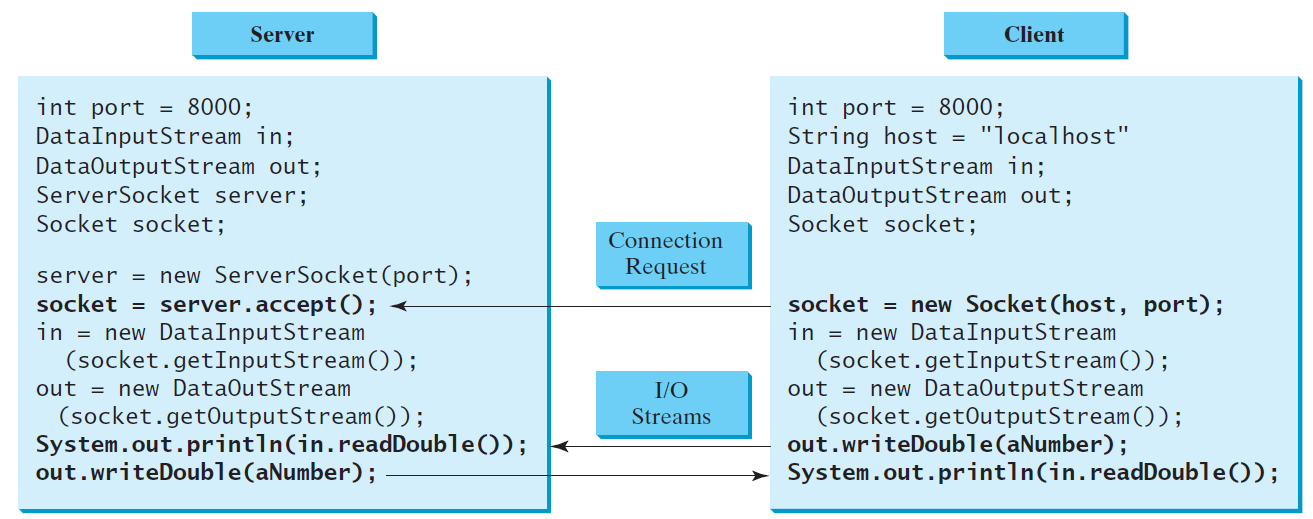 Server
int port = 8000;
DataInputStream in;
DataOutputStream out;
ServerSocket server;
Socket socket;
server = new ServerSocket(port);
socket = server.accept();
in = new DataInputStream
(socket.getInputStream());
out = new DataOutStream
(socket.getOutputStream());
System.out.println(in.readDouble());
out.writeDouble(aNumber);
Connection
Request
I/O
Streams
Client
int port = 8000;
String host = "localhost"
DataInputStream in;
DataOutputStream out;
Socket socket;
socket = new Socket(host, port);
in = new DataInputStream
(socket.getInputStream());
out = new DataOutputStream
(socket.getOutputStream());
out.writeDouble(aNumber);
System.out.println(in.readDouble());